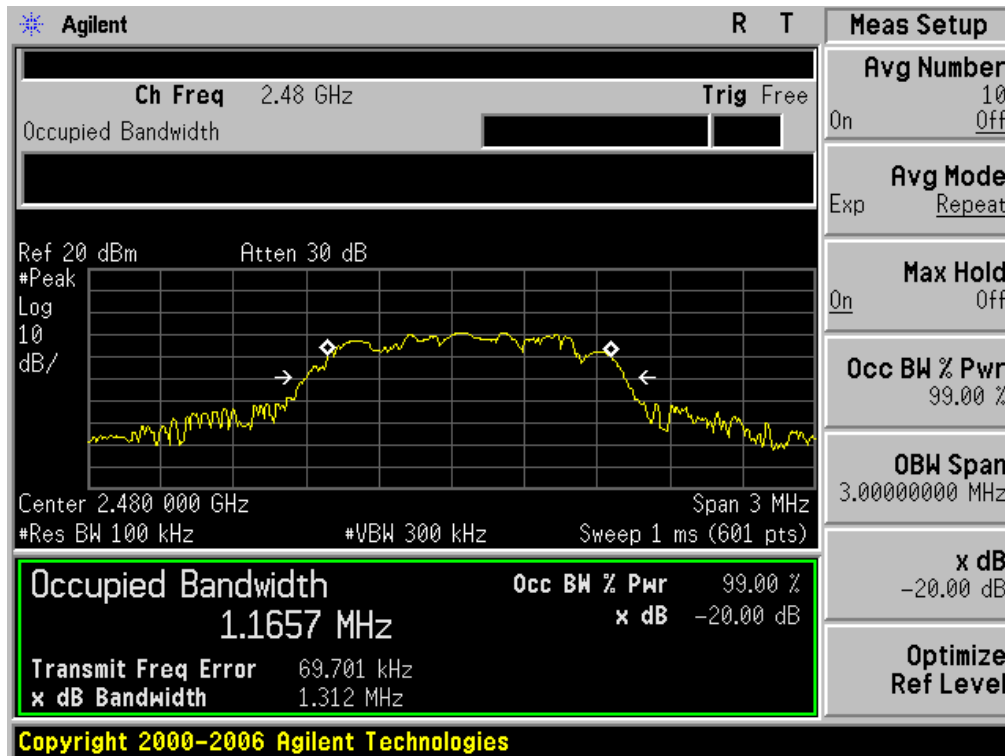 Agilent R T
Ch Freq 2.48 GHz Trig Free
Occupied Bandwidth
Ref 20 dBm Atten 30 dB
#Peak
Log
10
dB/
Center 2.480 000 GHz Span 3 MHz
#Res BW 100 kHz #VBW 300 kHz Sweep 1 ms (601 pts)
Occupied Bandwidth Occ BW % Pwr 99.00 %
1.1657 MHz x dB -20.00 dB
Transmit Freq Error 69.701 kHz
x dB Bandwidth 1.312 MHz
Copyright 2000-2006 Agilent Technologies
Meas Setup
Avg Number
10
On Off
Avg Mode
Exp Repeat
Max Hold
On Off
Occ BW % Pwr
99.00 %
OBW Span
3.00000000 MHz
x dB
-20.00 dB
Optimize
Ref Level